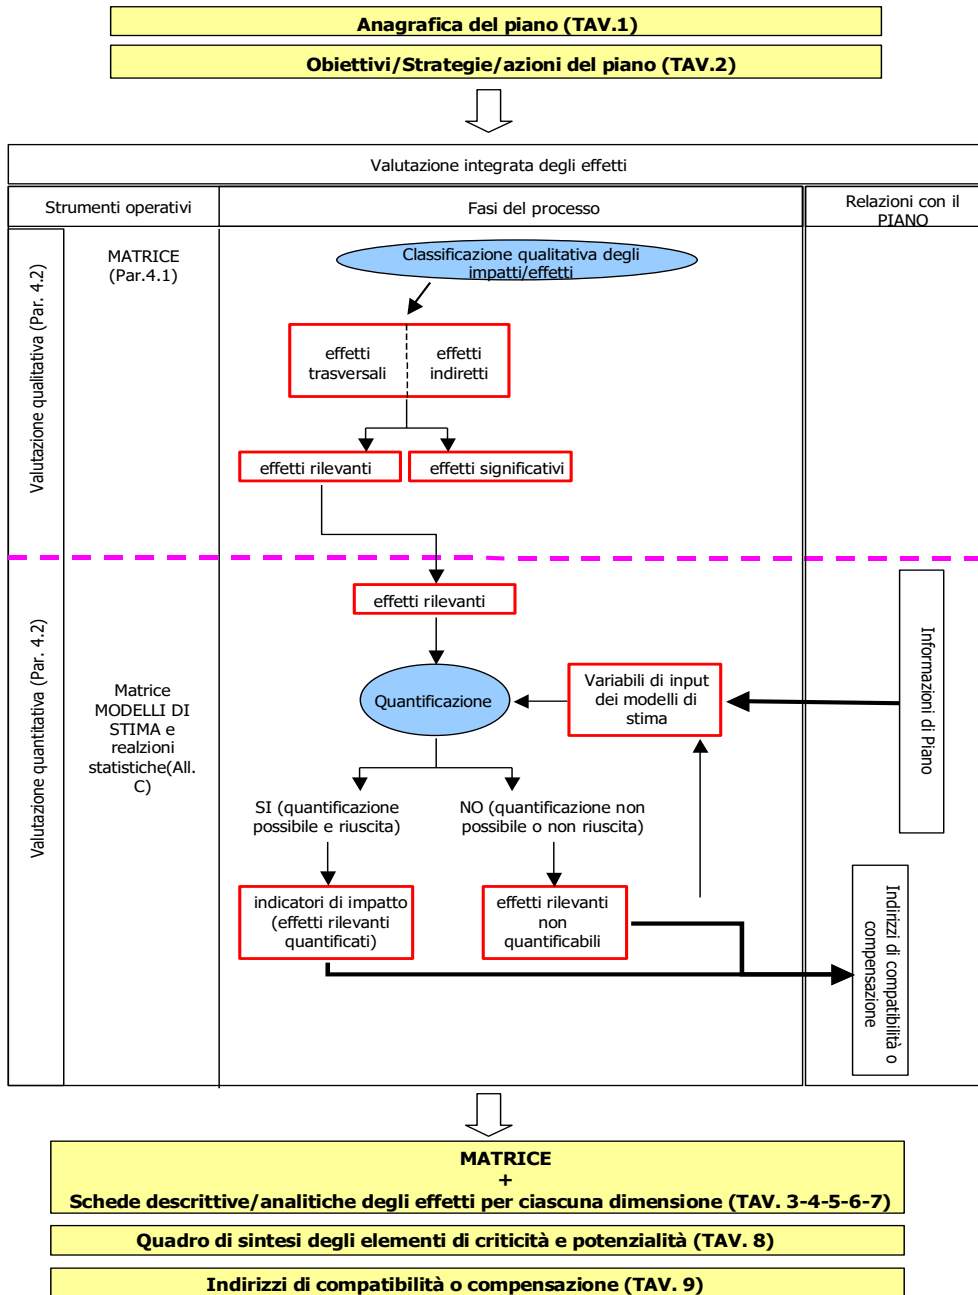 Anagrafica del piano (TAV.1)
Obiettivi/Strategie/azioni del piano (TAV.2)
Valutazione integrata degli effetti
Strumenti operativi
Fasi del processo
Relazioni con il
PIANO
Valutazione qualitativa (Par. 4.2)
MATRICE
(Par.4.1)
Classificazione qualitativa degli
impatti/effetti
effetti
trasversali
effetti
indiretti
effetti rilevanti
effetti significativi
Valutazione quantitativa (Par. 4.2)
Matrice
MODELLI DI
STIMA e
realzioni
statistiche(All.
C)
effetti rilevanti
Quantificazione
Variabili di input
dei modelli di
stima
Informazioni di Piano
SI (quantificazione
possibile e riuscita)
NO (quantificazione non
possibile o non riuscita)
indicatori di impatto
(effetti rilevanti
quantificati)
effetti rilevanti
non
quantificabili
Indirizzi di compatibilità o
compensazione
MATRICE
+
Schede descrittive/analitiche degli effetti per ciascuna dimensione (TAV. 3-4-5-6-7)
Quadro di sintesi degli elementi di criticità e potenzialità (TAV. 8)
Indirizzi di compatibilità o compensazione (TAV. 9)